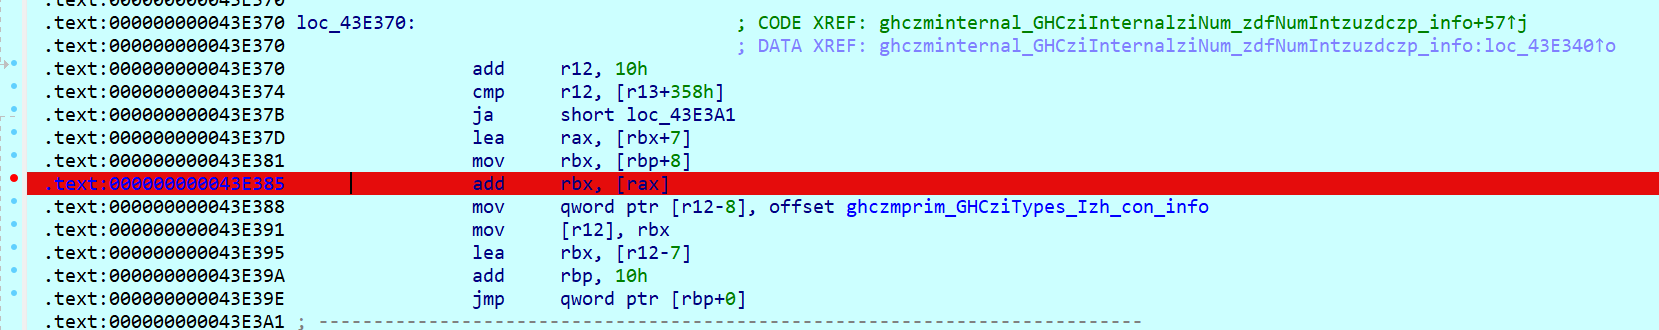 .text:000000000043E370
.text:000000000043E370 loc_43E370: ; CODE XREF: ghczminternal_GHCziInternalziNum_zdfNumIntzuzdczp_info+57↑j
.text:000000000043E370 ; DATA XREF: ghczminternal_GHCziInternalziNum_zdfNumIntzuzdczp_info:loc_43E340↑o
.text:000000000043E370 add r12, 10h
.text:000000000043E374 cmp r12, [r13+358h]
.text:000000000043E37B ja short loc_43E3A1
.text:000000000043E37D lea rax, [rbx+7]
.text:000000000043E381 mov rbx, [rbp+8]
.text:000000000043E385 add rbx, [rax]
.text:000000000043E388 mov qword ptr [r12-8], offset ghczmprim_GHCziTypes_Izh_con_info
.text:000000000043E391 mov [r12], rbx
.text:000000000043E395 lea rbx, [r12-7]
.text:000000000043E39A add rbp, 10h
.text:000000000043E39E jmp qword ptr [rbp+0]
.text:000000000043E3A1 ; ---------------------------------------------------------------------------